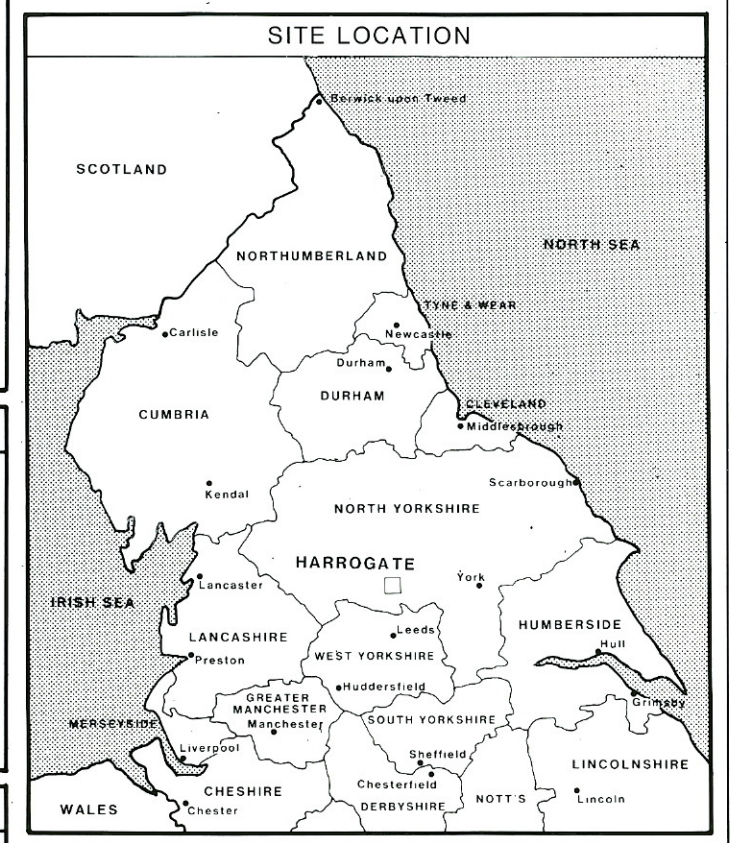 SITE LOCATION
Berwick upon Tweed
SCOTLAND
NORTH SEA
NORTHUMBERLAND
TYNE & WEAR
Carlisle
Newcastle
Durham
DURHAM
CLEVELAND
CUMBRIA
Middlesbrough
Scarborough
Kendal
NORTH YORKSHIRE
HARROGATE
York
Lancaster
IRISH SEA
HUMBERSIDE
Leeds
LANCASHIRE
Hull
WEST YORKSHIRE
Preston
Huddersfield
GREATER
MANCHESTER
Grimsby
SOUTH YORKSHIRE
MERSEYSIDE
Manchester
Liverpool
Sheffield
LINCOLNSHIRE
Chesterfield
CHESHIRE
NOTT'S
Lincoln
DERBYSHIRE
WALES
Chester